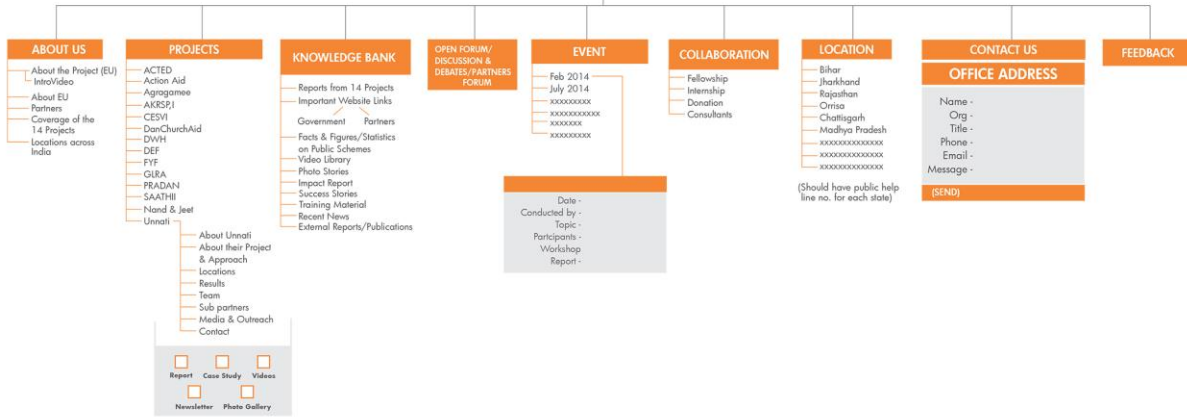 ABOUT US
About the Project (EU)
IntroVideo
About EU
Partners
Coverage of the
14 Projects
Locations across
India
PROJECTS
ACTED
Action Aid
Agragamee
AKRSP,I
CESVI
DanChurchAid
DWH
DEF
FYF
GLRA
PRADAN
SAATHII
Nand & Jeet
Unnati
About Unnati
About their Project
& Approach
Locations
Results
Team
Sub partners
Media & Outreach
Contact
Report Case Study Videos
Newsletter Photo Gallery
KNOWLEDGE BANK
Reports from 14 Projects
Important Website Links
Government Partners
Facts & Figures/Statistics
on Public Schemes
Video Library
Photo Stories
Impact Report
Success Stories
Training Material
Recent News
External Reports/Publications
OPEN FORUM/
DISCUSSION &
DEBATES/PARTNERS
FORUM
EVENT
Feb 2014
July 2014
xxxxxxxxx
xxxxxxxxxxx
xxxxxxx
xxxxxxxxx
Date -
Conducted by -
Topic -
Partcipants -
Workshop
Report -
COLLABORATION
Fellowship
Internship
Donation
Consultants
LOCATION
Bihar
Jharkhand
Rajasthan
Orrisa
Chattisgarh
Madhya Pradesh
xxxxxxxxxxxxxx
xxxxxxxxxxxxxx
xxxxxxxxxxxxxx
(Should have public help
line no. for each state)
CONTACT US
OFFICE ADDRESS
Name -
Org -
Title -
Phone -
Email -
Message -
(SEND)
FEEDBACK